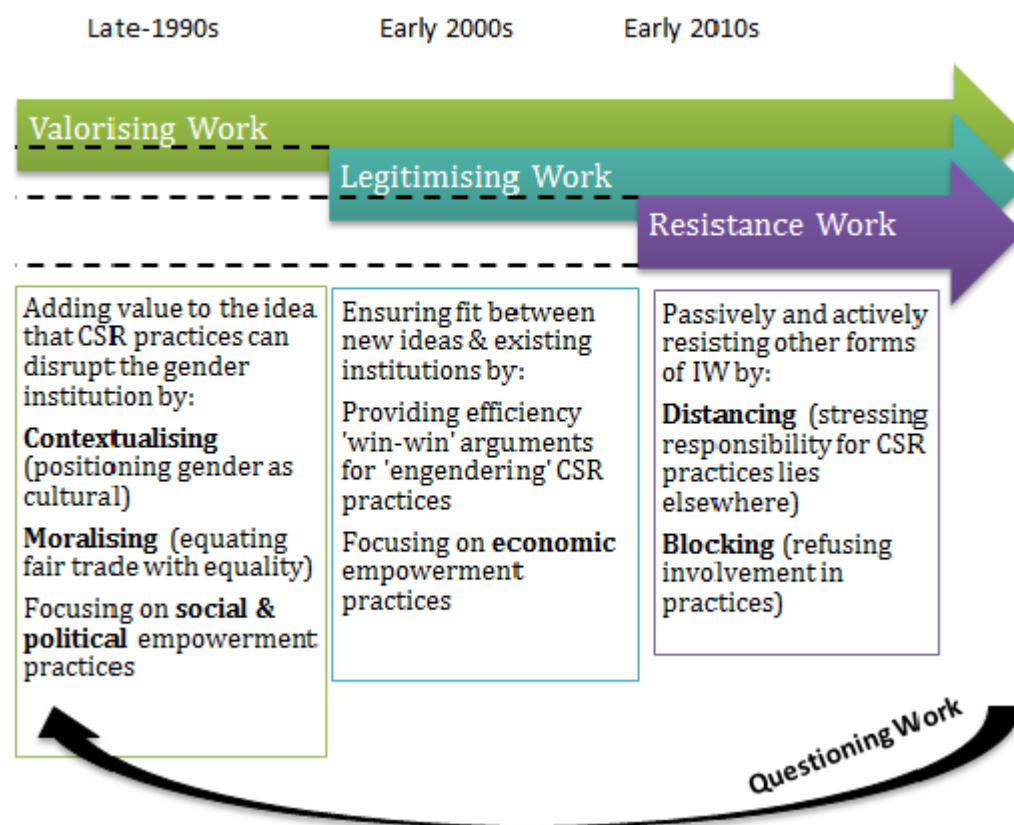 Late-1990s Early 2000s Early 2010s
Valorising Work
Legitimising Work
Resistance Work
Adding value to the idea
that CSR practices can
disrupt the gender
institution by:
Contextualising
(positioning gender as
cultural)
Moralising (equating
fair trade with equality)
Focusing on social &
political empowerment
practices
Ensuring fit between
new ideas & existing
institutions by:
Providing efficiency
'win-win' arguments
for 'engendering' CSR
practices
Focusing on economic
empowerment
practices
Passively and actively
resisting other forms
of IW by:
Distancing (stressing
responsibility for CSR
practices lies
elsewhere)
Blocking (refusing
involvement in
practices)
Questioning Work